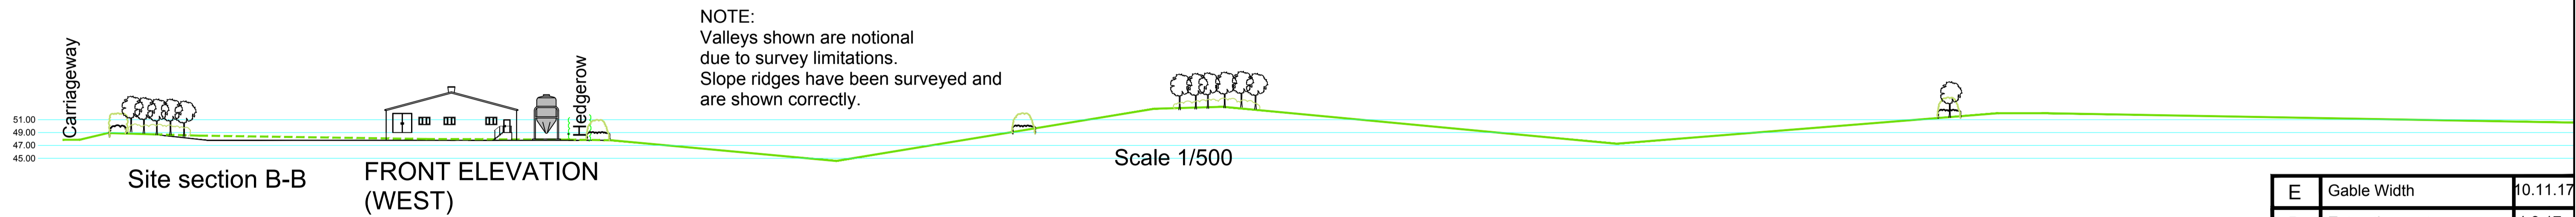 NOTE:
Valleys shown are notional
due to survey limitations.
Slope ridges have been surveyed and
are shown correctly.
Carriageway
Hedgerow
51.00
49.00
47.00
45.00
Scale 1/500
Site section B-B
FRONT ELEVATION
(WEST)
E Gable Width 10.11.17